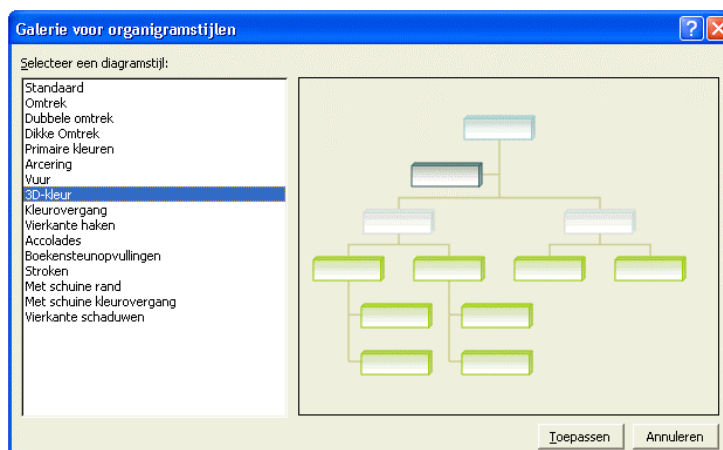 Galerie voor organigramstijlen
Selecteer een diagramstijl:
Standaard
Omtrek
Dubbele omtrek
Dikke Omtrek
Primaire kleuren
Arcering
Vuur
3D-kleur
Kleurovergang
Vierkante haken
Accolades
Boekensteunopvullingen
Stroken
Met schuine rand
Met schuine kleurovergang
Vierkante schaduwen
Toepassen
Annuleren